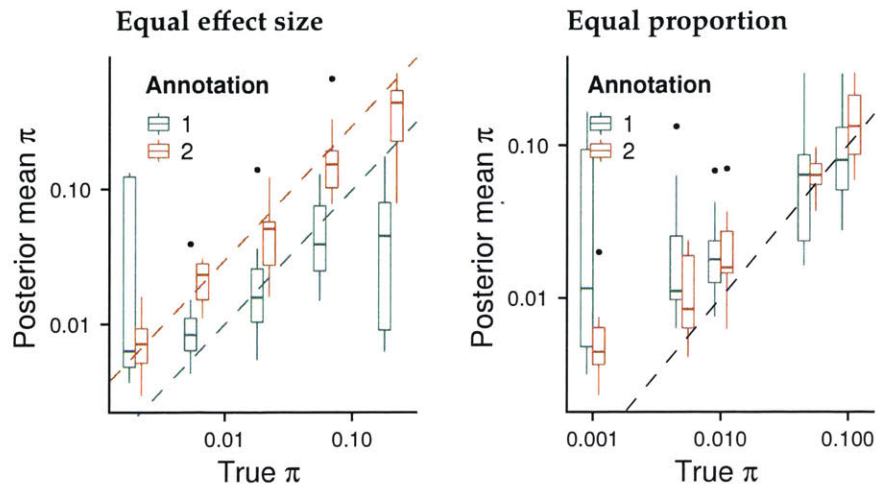 Equal effect size
Annotation
1
2
Posterior mean π
0.10
0.01
0.01
0.10
True π
Equal proportion
Annotation
1
2
Posterior mean π
0.10
0.01
0.001
0.010
0.100
True π